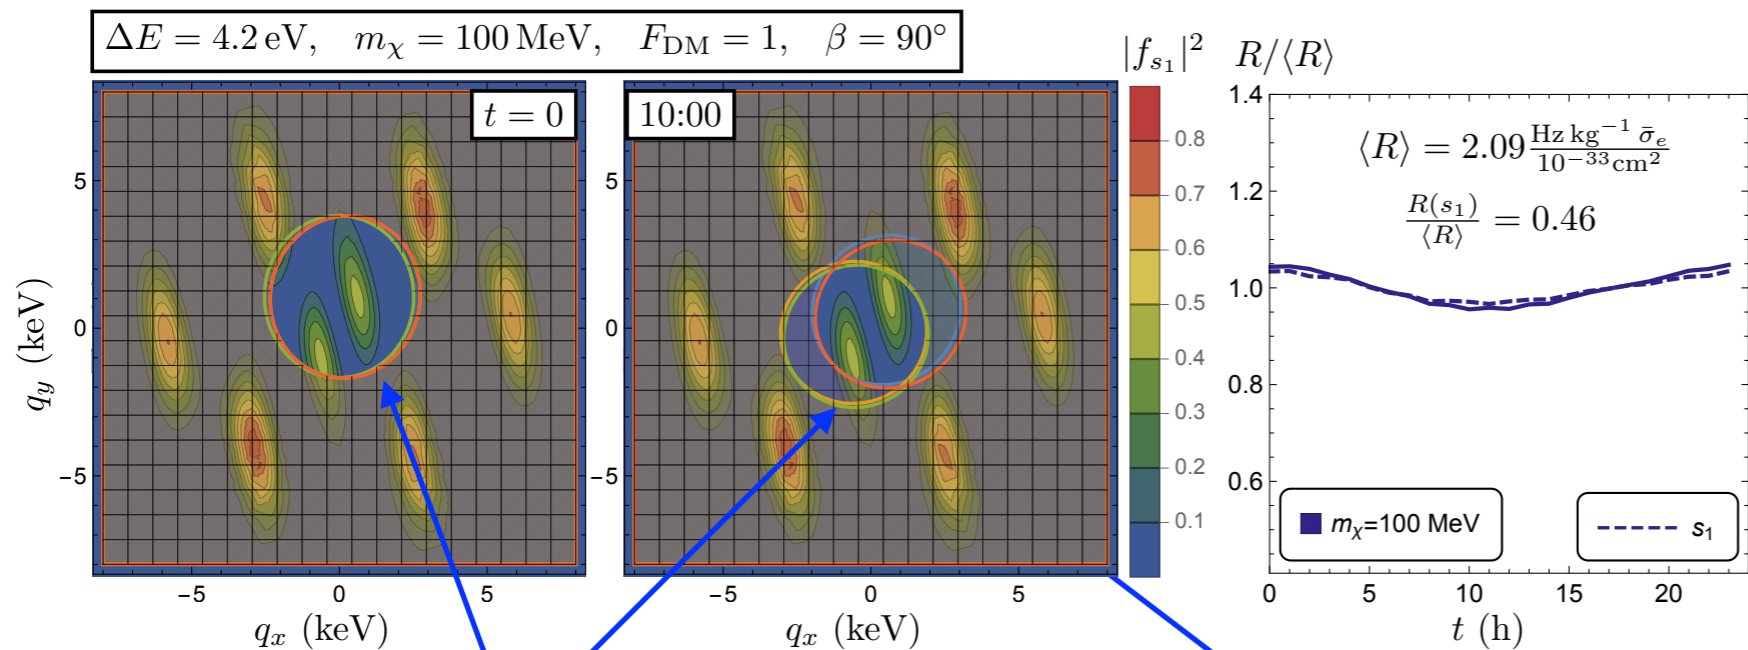 ΔE = 4.2 eV, m_χ = 100 MeV, F_DM = 1, β = 90°
t = 0
5
0
−5
q_y (keV)
−5 0 5
q_x (keV)
10:00
5
0
−5
−5 0 5
q_x (keV)
|f_{s_1}|^2
0.8
0.7
0.6
0.5
0.4
0.3
0.2
0.1
R/⟨R⟩
1.4
1.2
1.0
0.8
0.6
⟨R⟩ = 2.09 \frac{Hz kg^{−1} \bar{σ}_e}{10^{−33} cm^2}
\frac{R(s_1)}{⟨R⟩} = 0.46
m_χ=100 MeV
s_1
0 5 10 15 20
t (h)